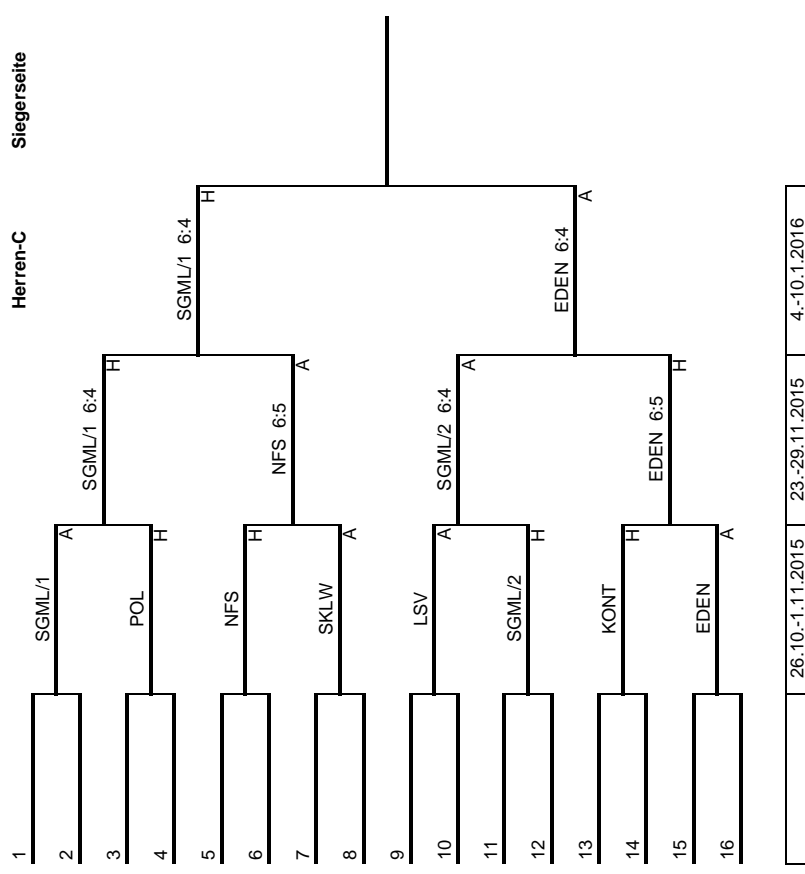 Herren-C Siegerseite
1
2
3
4
5
6
7
8
9
10
11
12
13
14
15
16
SGML/1
A
POL
H
NFS
H
SKLW
A
LSV
A
SGML/2
H
KONT
H
EDEN
A
SGML/1 6:4
H
NFS 6:5
A
SGML/2 6:4
A
EDEN 6:5
H
SGML/1 6:4
H
EDEN 6:4
A
26.10.-1.11.2015 23.-29.11.2015 4.-10.1.2016